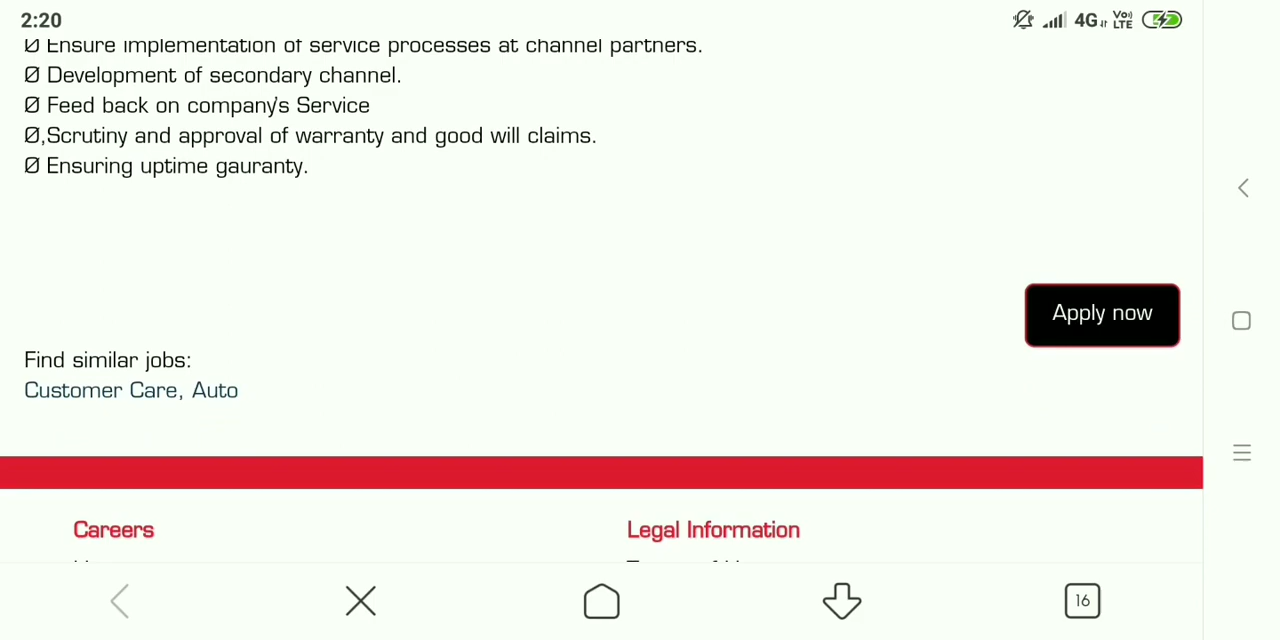 2:20
4G Vo) LTE
Ø Ensure implementation of service processes at channel partners.
Ø Development of secondary channel.
Ø Feed back on company's Service
Ø,Scrutiny and approval of warranty and good will claims.
Ø Ensuring uptime gauranty.
Apply now
Find similar jobs:
Customer Care, Auto
Careers
Legal Information
16